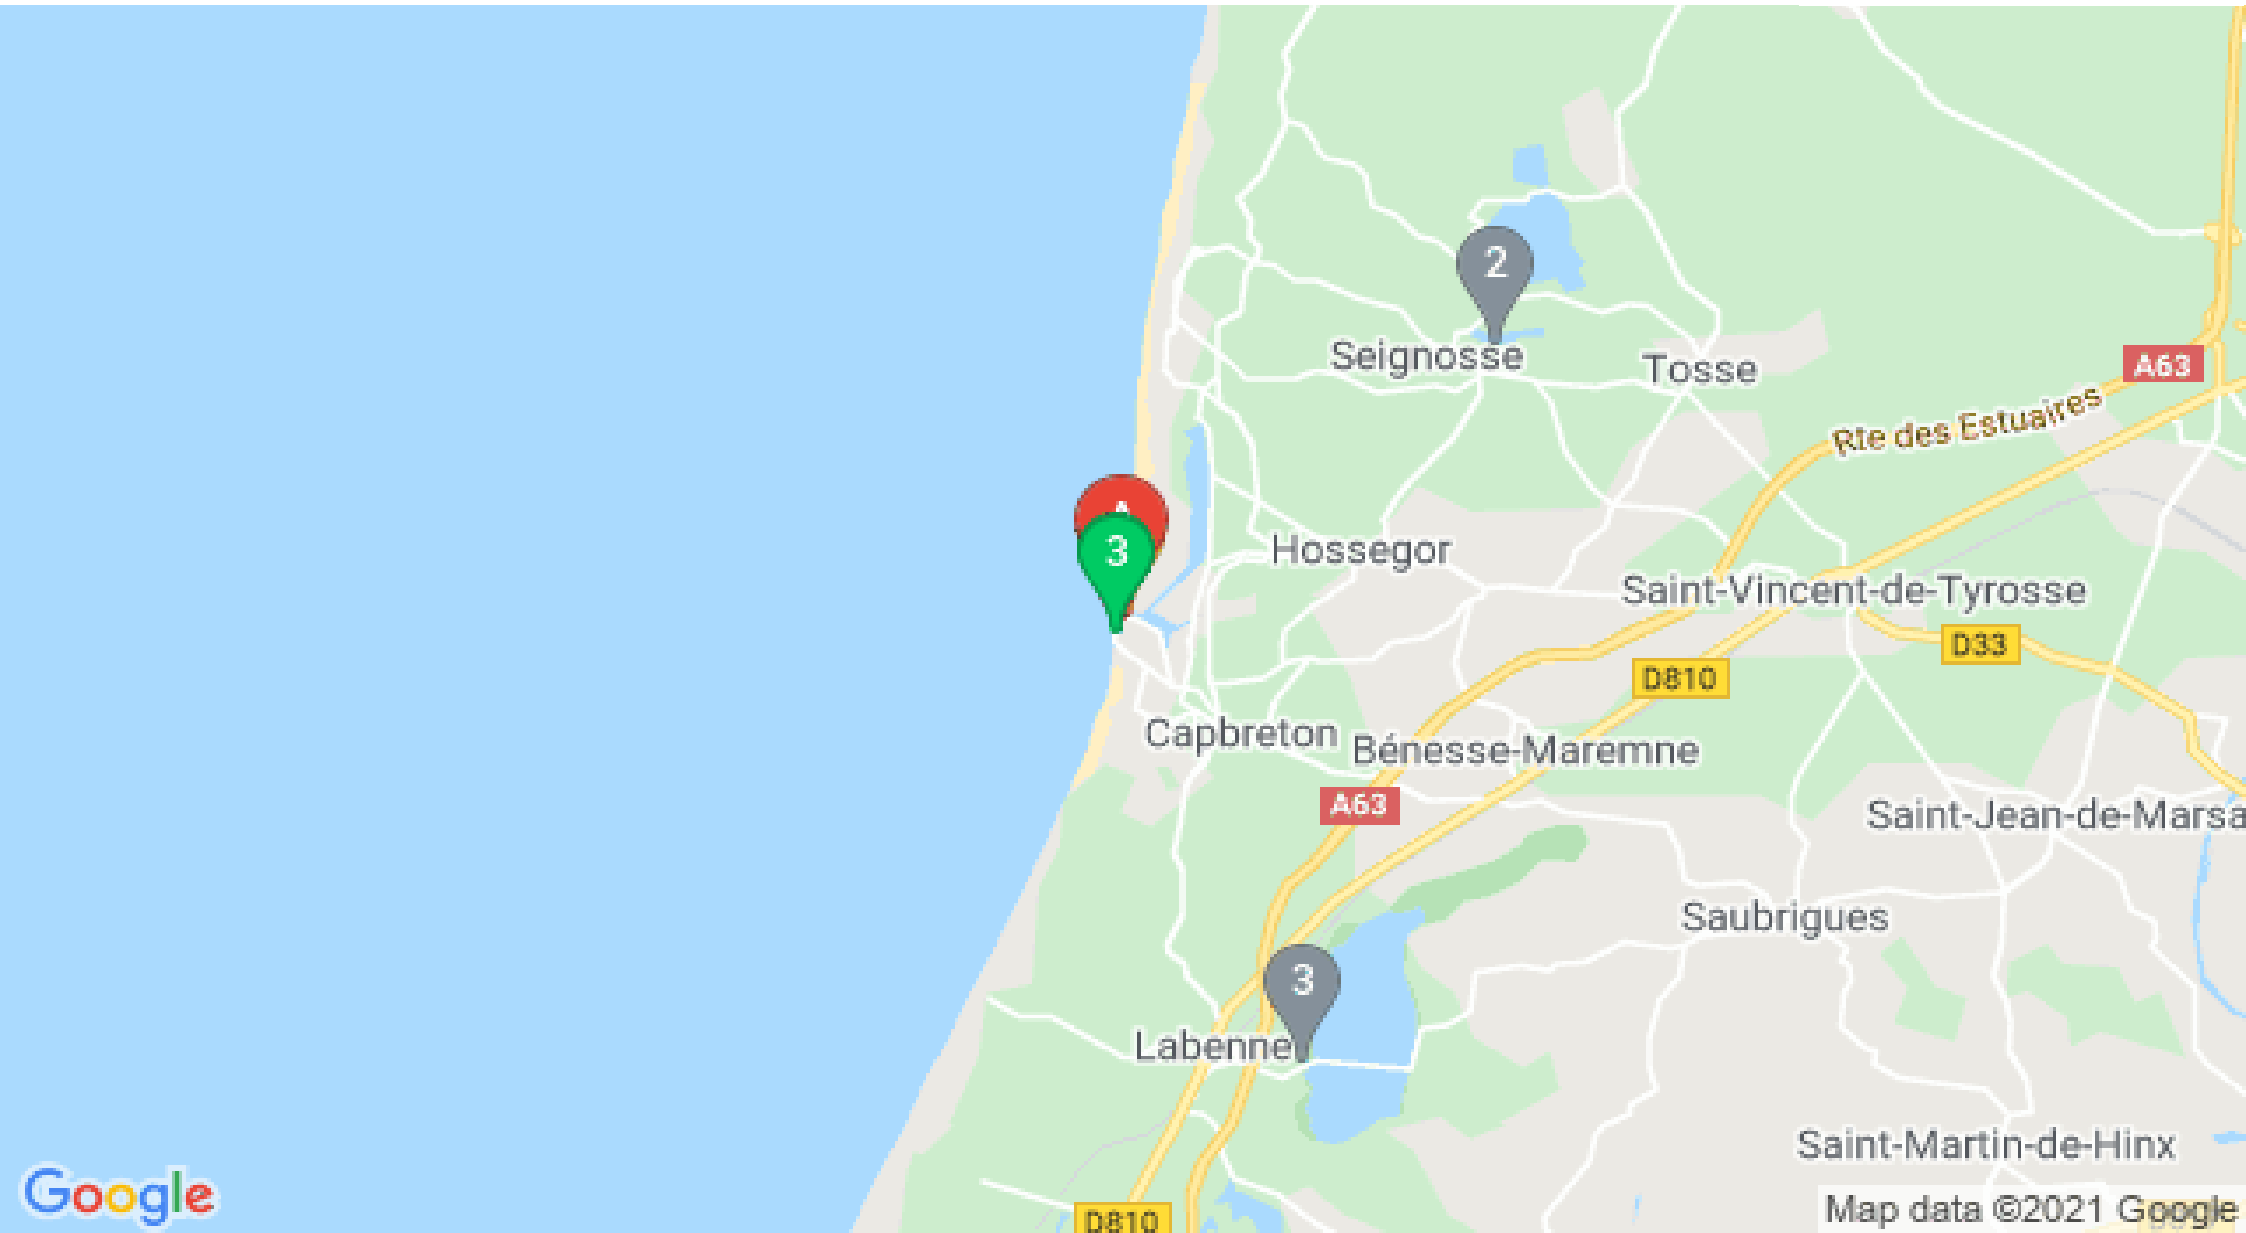 2
Seignosse
Tosse
A63
Rte des Estuaires
3
Hossegor
Saint-Vincent-de-Tyrosse
D33
D810
Capbreton
Bénesse-Maremne
A63
Saint-Jean-de-Marsa
Saubrigues
3
Labenne
Saint-Martin-de-Hinx
Google
D810
Map data ©2021 Google